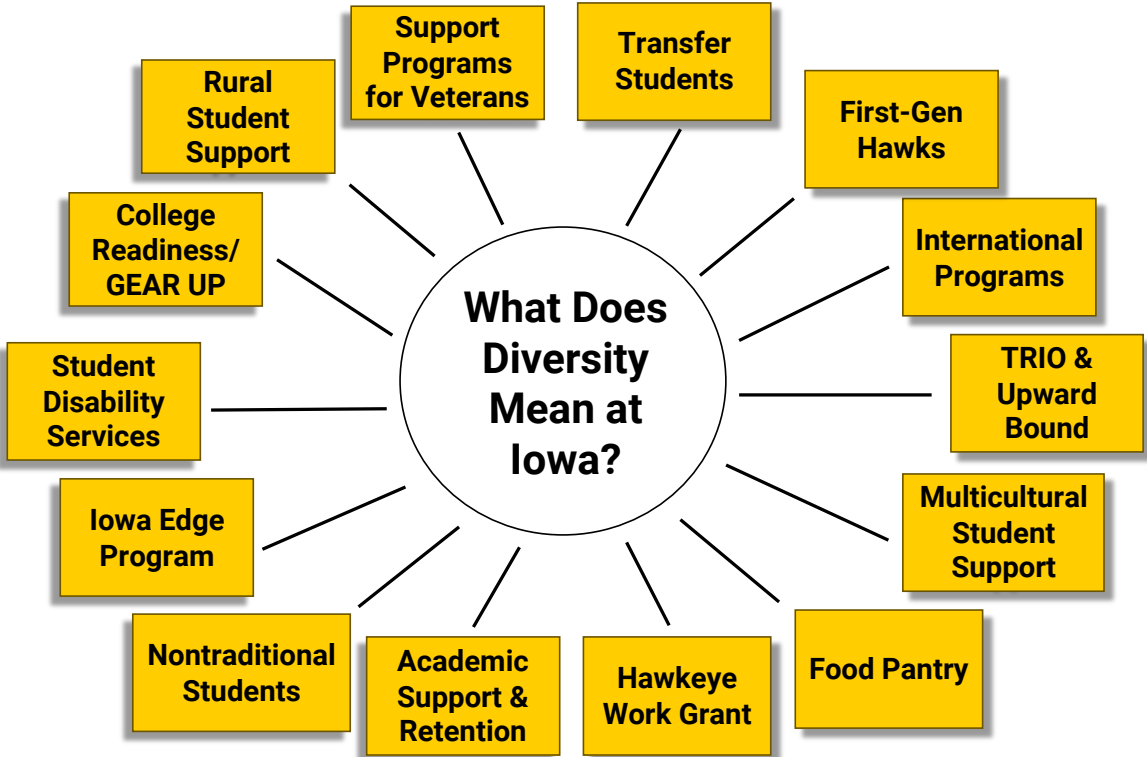 What Does
Diversity
Mean at
Iowa?
Support
Programs
for Veterans
Transfer
Students
First-Gen
Hawks
International
Programs
TRIO &
Upward
Bound
Multicultural
Student
Support
Food Pantry
Hawkeye
Work Grant
Academic
Support &
Retention
Nontraditional
Students
Iowa Edge
Program
Student
Disability
Services
College
Readiness/
GEAR UP
Rural
Student
Support